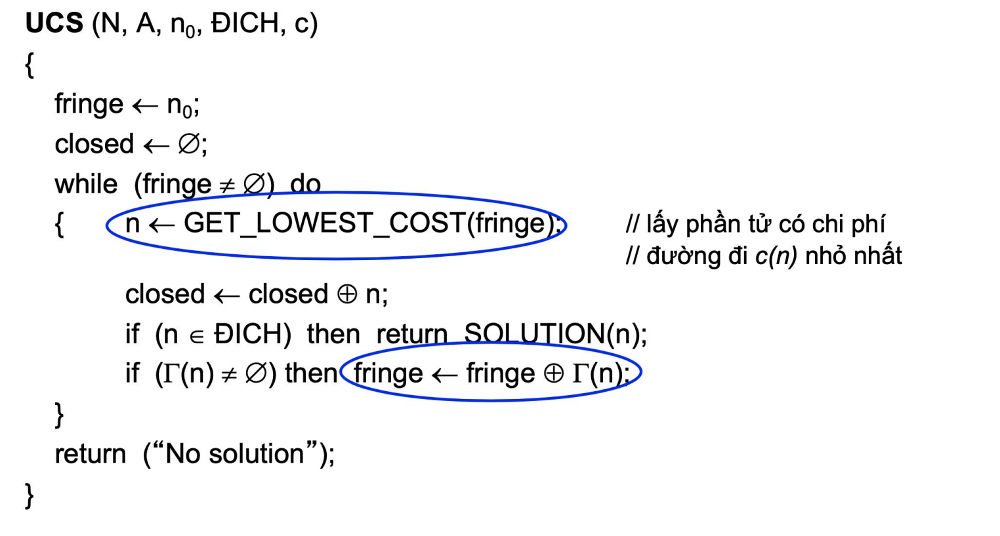 UCS (N, A, n₀, ĐICH, c)
{
fringe ← n₀;
closed ← ∅;
while (fringe ≠ ∅) do
{ n ← GET_LOWEST_COST(fringe); // lấy phần tử có chi phí
// đường đi c(n) nhỏ nhất
closed ← closed ⊕ n;
if (n ∈ ĐICH) then return SOLUTION(n);
if (Γ(n) ≠ ∅) then fringe ← fringe ⊕ Γ(n);
}
return (“No solution”);
}